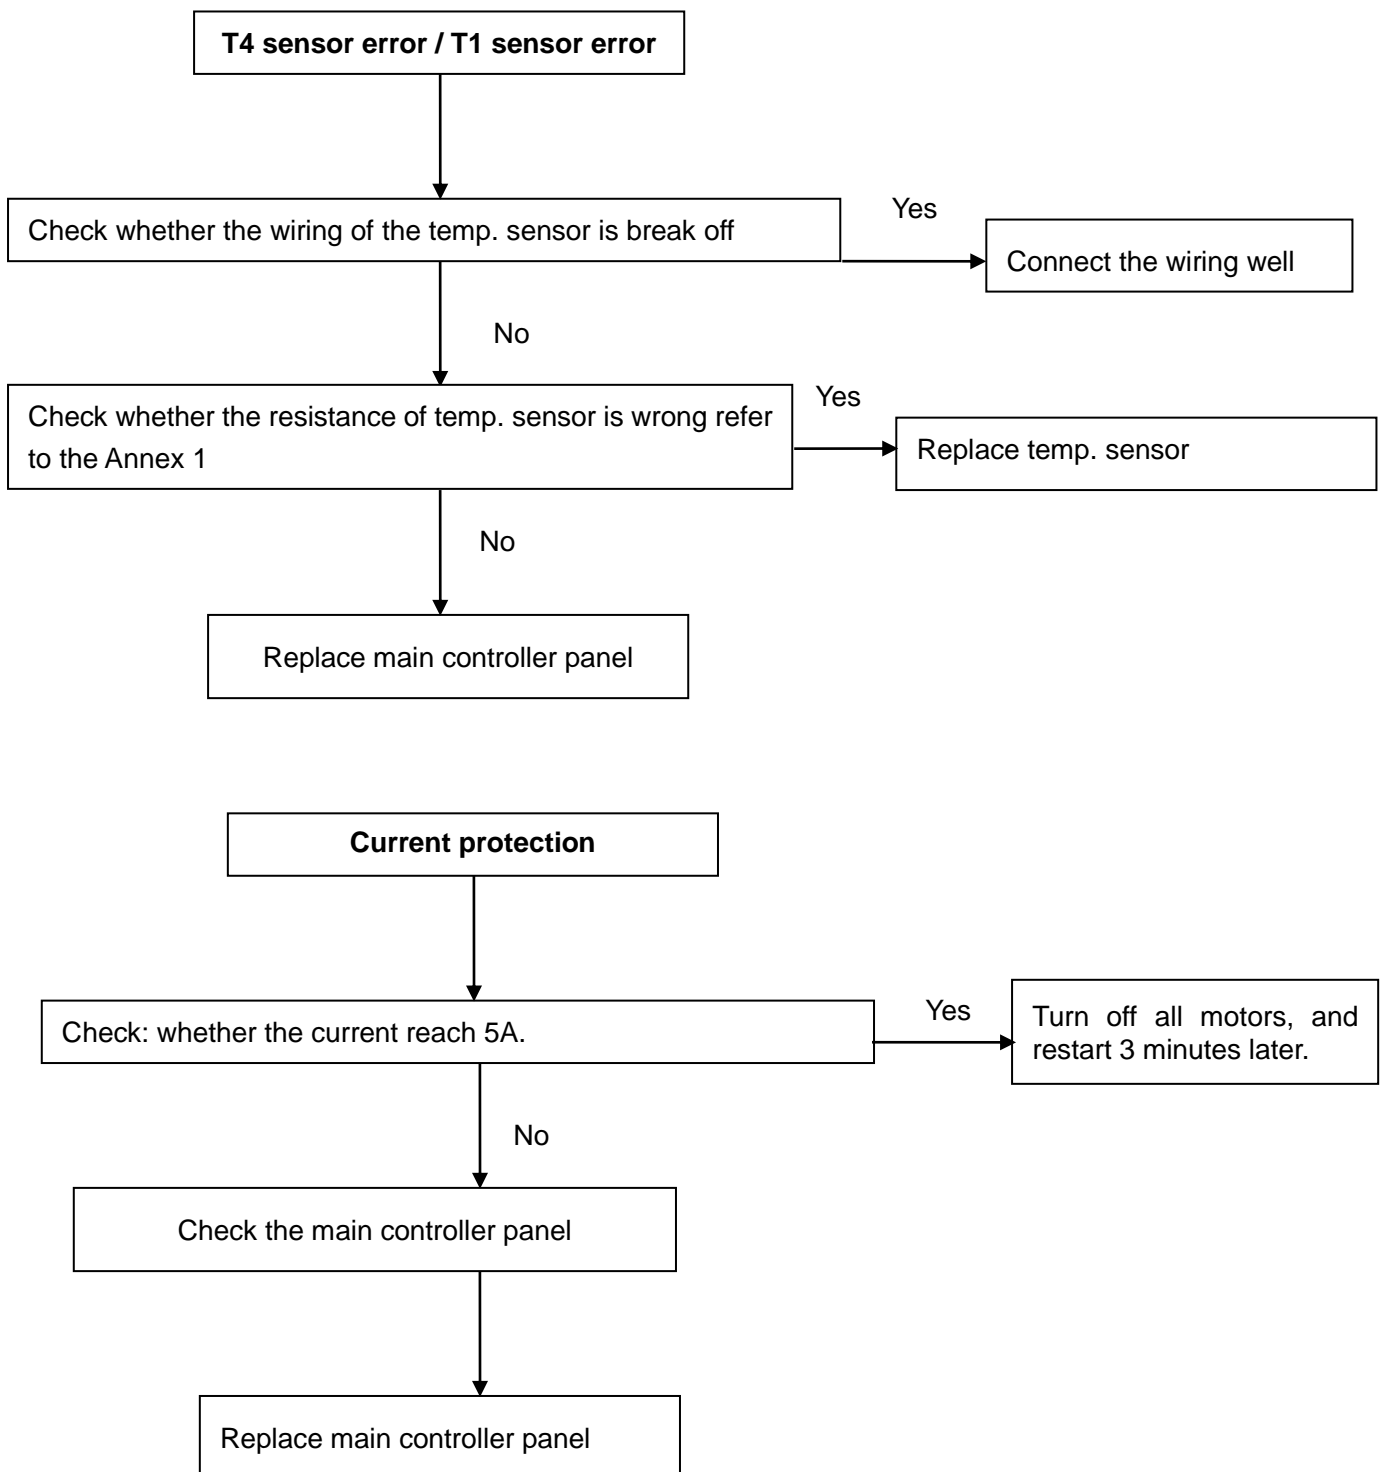 T4 sensor error / T1 sensor error
Yes
Check whether the wiring of the temp. sensor is break off
Connect the wiring well
No
Yes
Check whether the resistance of temp. sensor is wrong refer
to the Annex 1
Replace temp. sensor
No
Replace main controller panel
Current protection
Yes
Check: whether the current reach 5A.
Turn off all motors, and
restart 3 minutes later.
No
Check the main controller panel
Replace main controller panel